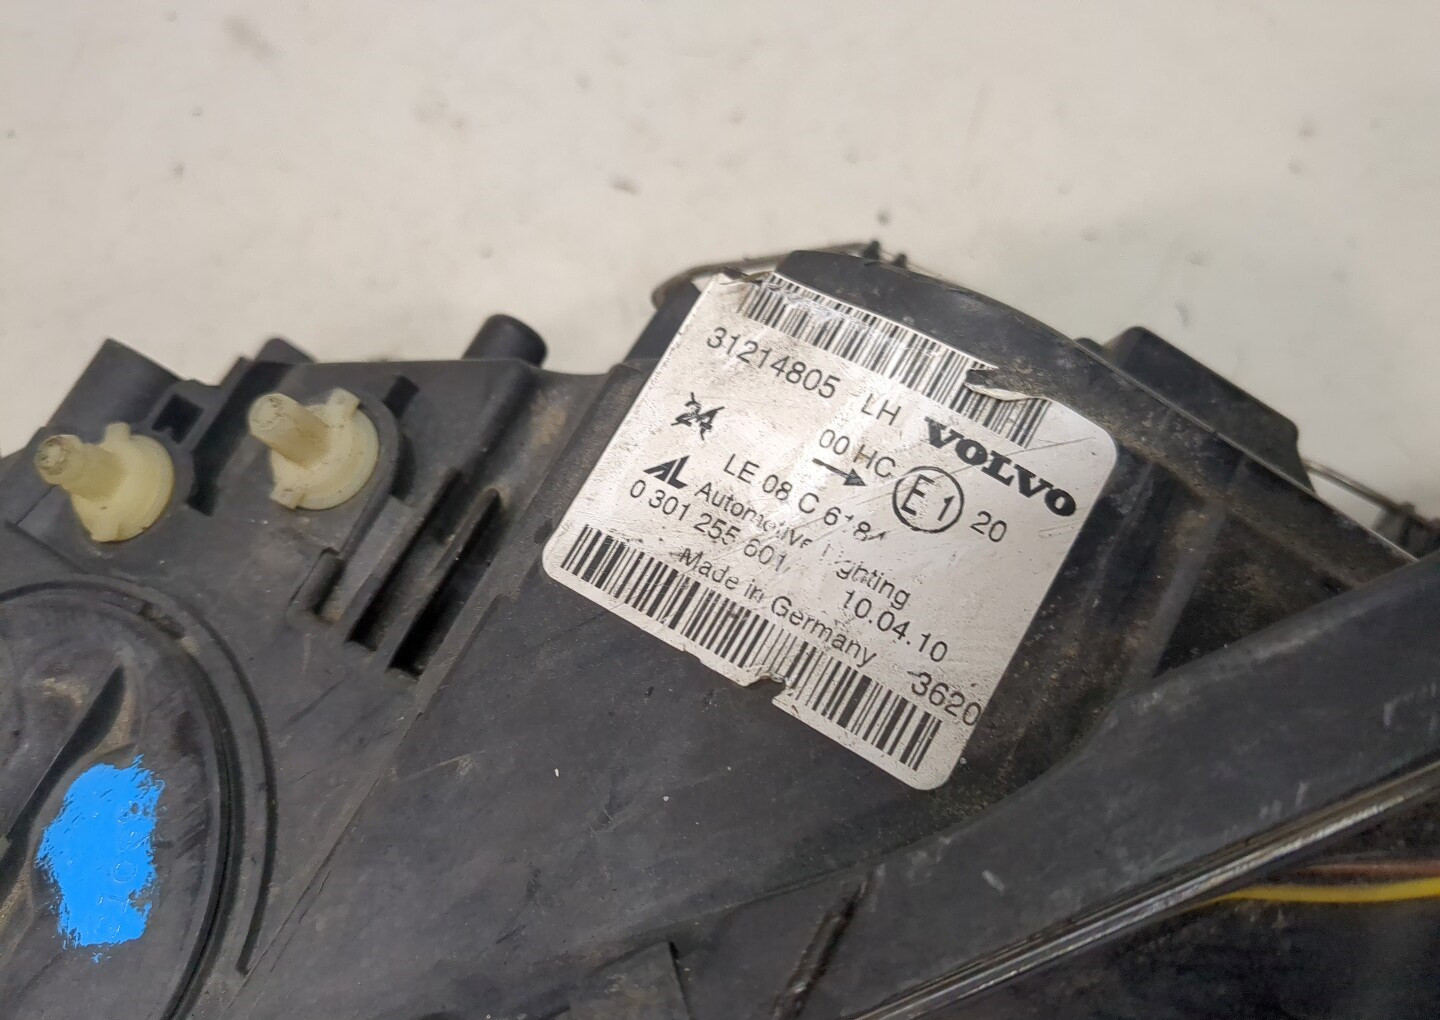 31214805 LH VOLVO
24 00 HC E1 20
LE 08 C
AL Automotive Lighting
0 301 255 601 10.04.10
Made in Germany 3620